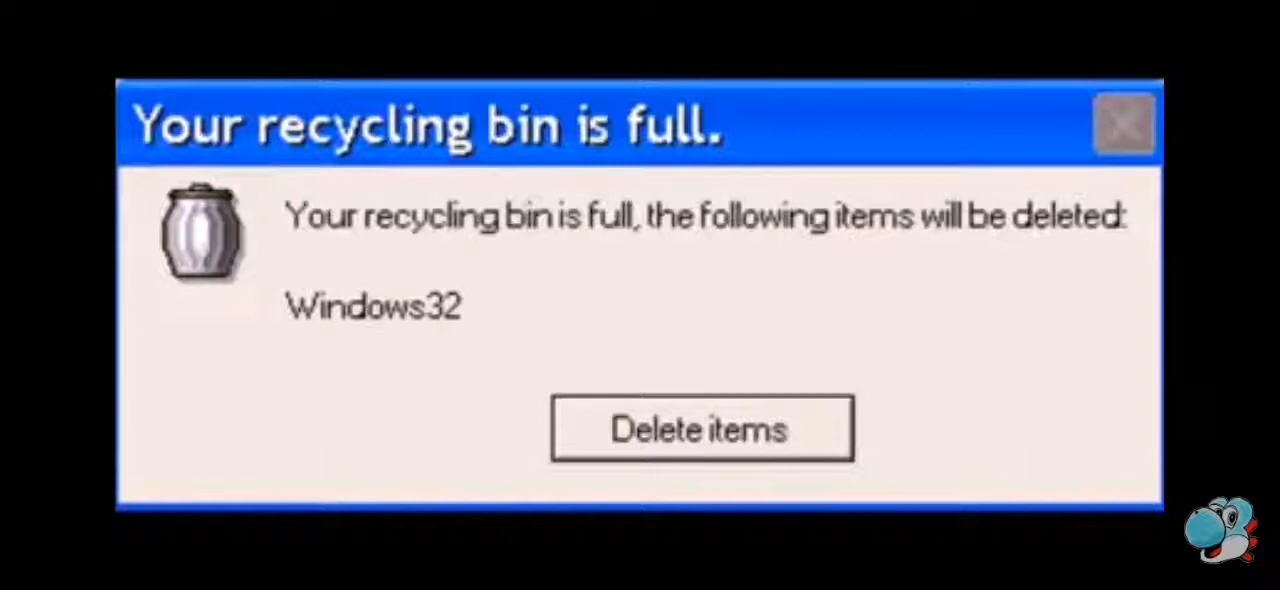 Your recycling bin is full.
Your recycling bin is full, the following items will be deleted:
Windows32
Delete items